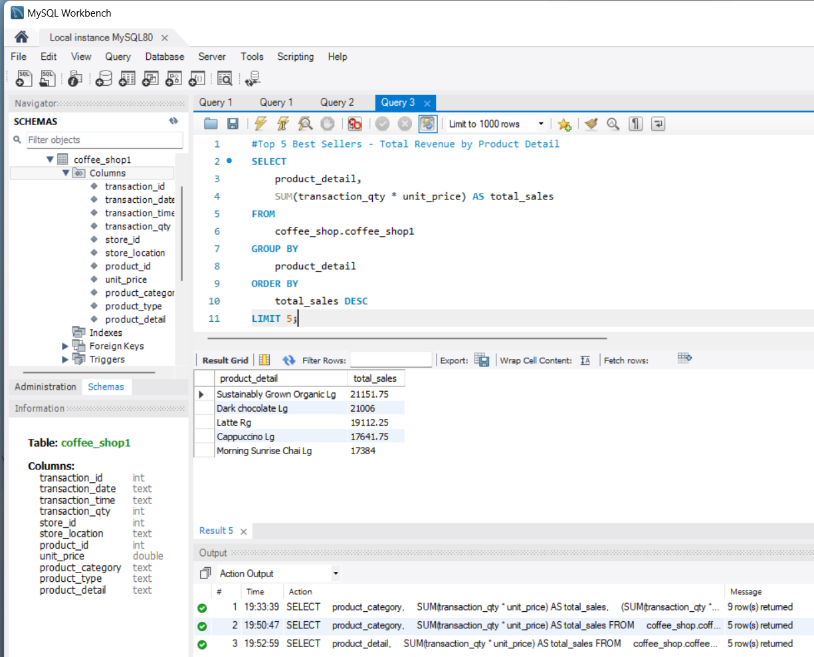 MySQL Workbench
Local instance MySQL80
File Edit View Query Database Server Tools Scripting Help
Navigator
SCHEMAS
Filter objects
coffee_shop1
Columns
transaction_id
transaction_date
transaction_time
transaction_qty
store_id
store_location
product_id
unit_price
product_categor
product_type
product_detail
Indexes
Foreign Keys
Triggers
Administration Schemas
Information
Table: coffee_shop1
Columns:
transaction_id int
transaction_date text
transaction_time text
transaction_qty int
store_id int
store_location text
product_id int
unit_price double
product_category text
product_type text
product_detail text
Query 1 Query 1 Query 2 Query 3
Limit to 1000 rows
1 #Top 5 Best Sellers - Total Revenue by Product Detail
2 SELECT
3 product_detail,
4 SUM(transaction_qty * unit_price) AS total_sales
5 FROM
6 coffee_shop.coffee_shop1
7 GROUP BY
8 product_detail
9 ORDER BY
10 total_sales DESC
11 LIMIT 5;
Result Grid Filter Rows: Export: Wrap Cell Content: IA Fetch rows:
product_detail total_sales
Sustainably Grown Organic Lg 21151.75
Dark chocolate Lg 21006
Latte Rg 19112.25
Cappuccino Lg 17641.75
Morning Sunrise Chai Lg 17384
Result 5
Output
Action Output
# Time Action Message
1 19:33:39 SELECT product_category, SUM(transaction_qty * unit_price) AS total_sales, (SUM(transaction_qty *... 9 row(s) returned
2 19:50:47 SELECT product_category, SUM(transaction_qty * unit_price) AS total_sales FROM coffee_shop.coff... 5 row(s) returned
3 19:52:59 SELECT product_detail, SUM(transaction_qty * unit_price) AS total_sales FROM coffee_shop.coffee... 5 row(s) returned